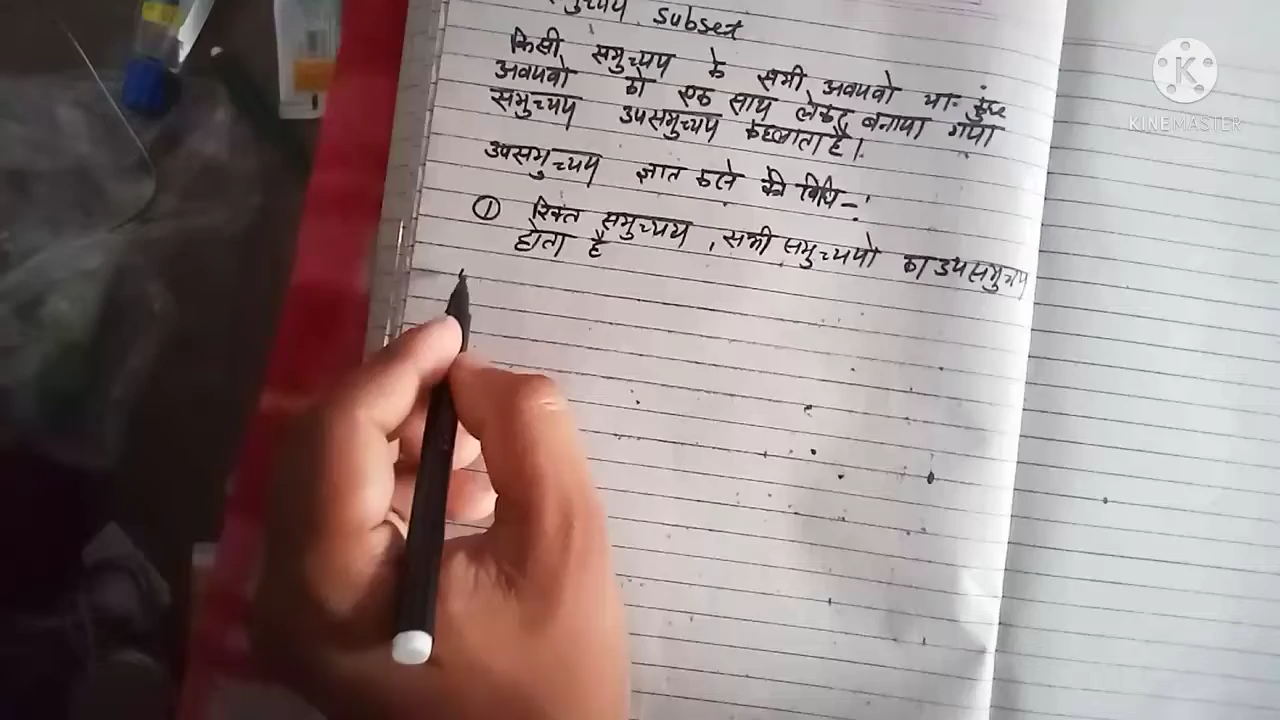 समुच्चय subset
किसी समुच्चय के सभी अवयवो या कुछ
अवयवो को एक साथ लेकर बनाया गया
समुच्चय उपसमुच्चय कहलाता है।
उपसमुच्चय ज्ञात करने की विधि -:
① रिक्त समुच्चय, सभी समुच्चयो का उपसमुच्चय
होता है
K
KINEMASTER